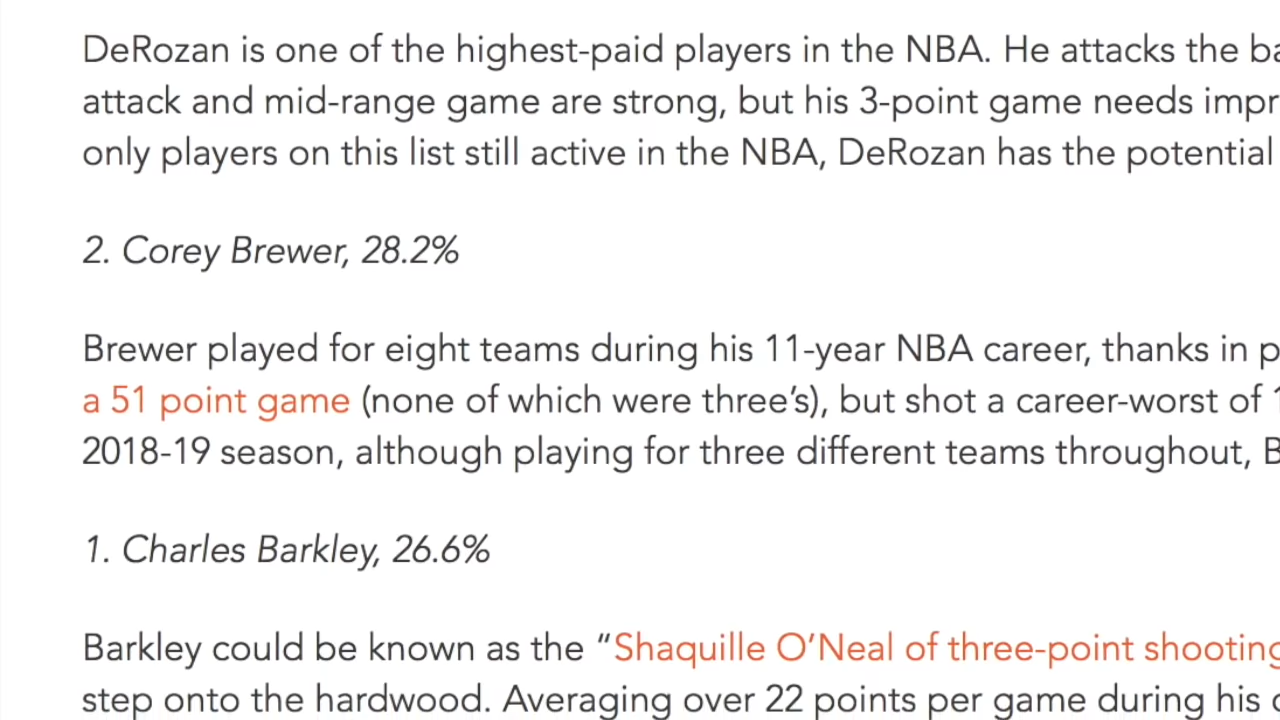 DeRozan is one of the highest-paid players in the NBA. He attacks the
attack and mid-range game are strong, but his 3-point game needs
only players on this list still active in the NBA, DeRozan has the potential
2. Corey Brewer, 28.2%
Brewer played for eight teams during his 11-year NBA career, thanks in
a 51 point game (none of which were three’s), but shot a career-worst of
2018-19 season, although playing for three different teams throughout,
1. Charles Barkley, 26.6%
Barkley could be known as the “Shaquille O’Neal of three-point shooting
step onto the hardwood. Averaging over 22 points per game during his